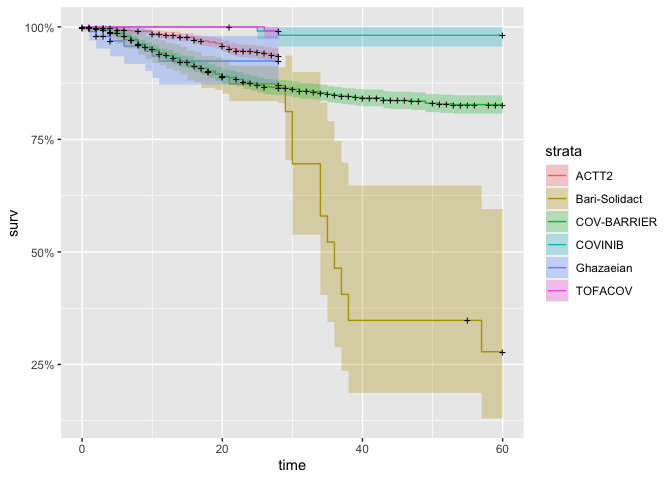 100%
75%
50%
25%
surv
0
20
40
60
time
strata
ACTT2
Bari-Solidact
COV-BARRIER
COVINIB
Ghazaeian
TOFACOV